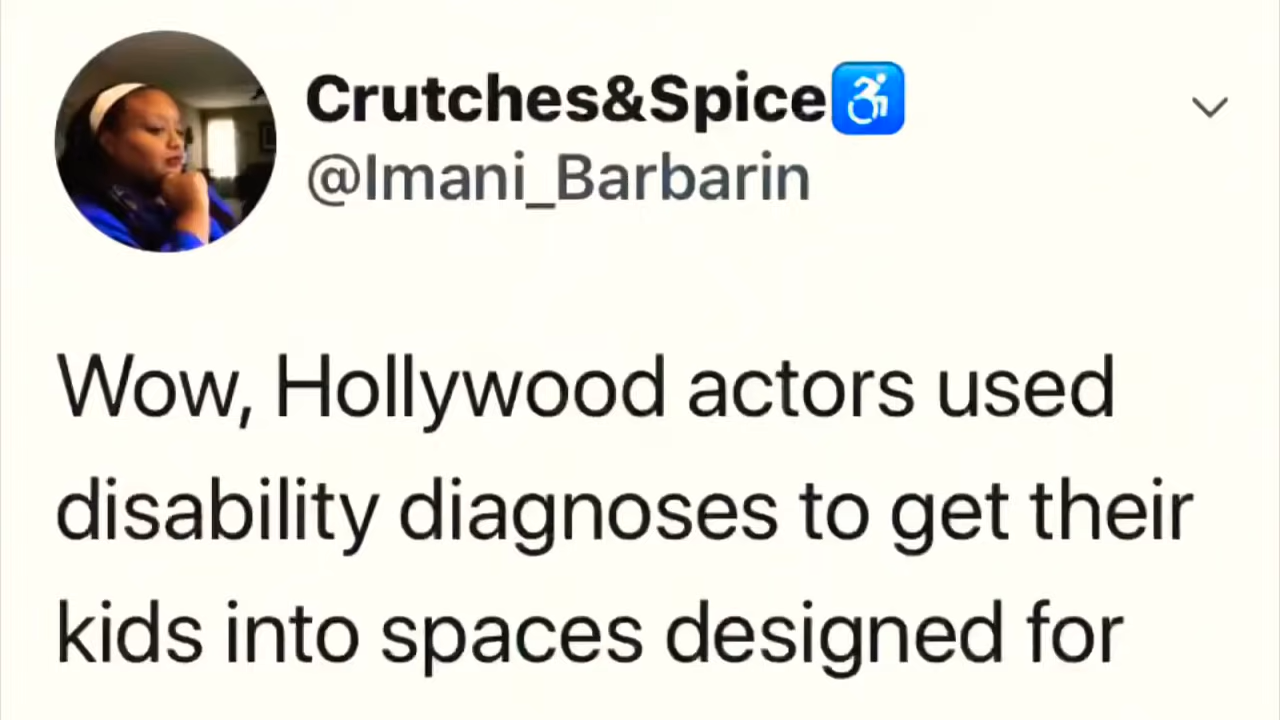 Crutches&Spice♿
@Imani_Barbarin
Wow, Hollywood actors used
disability diagnoses to get their
kids into spaces designed for